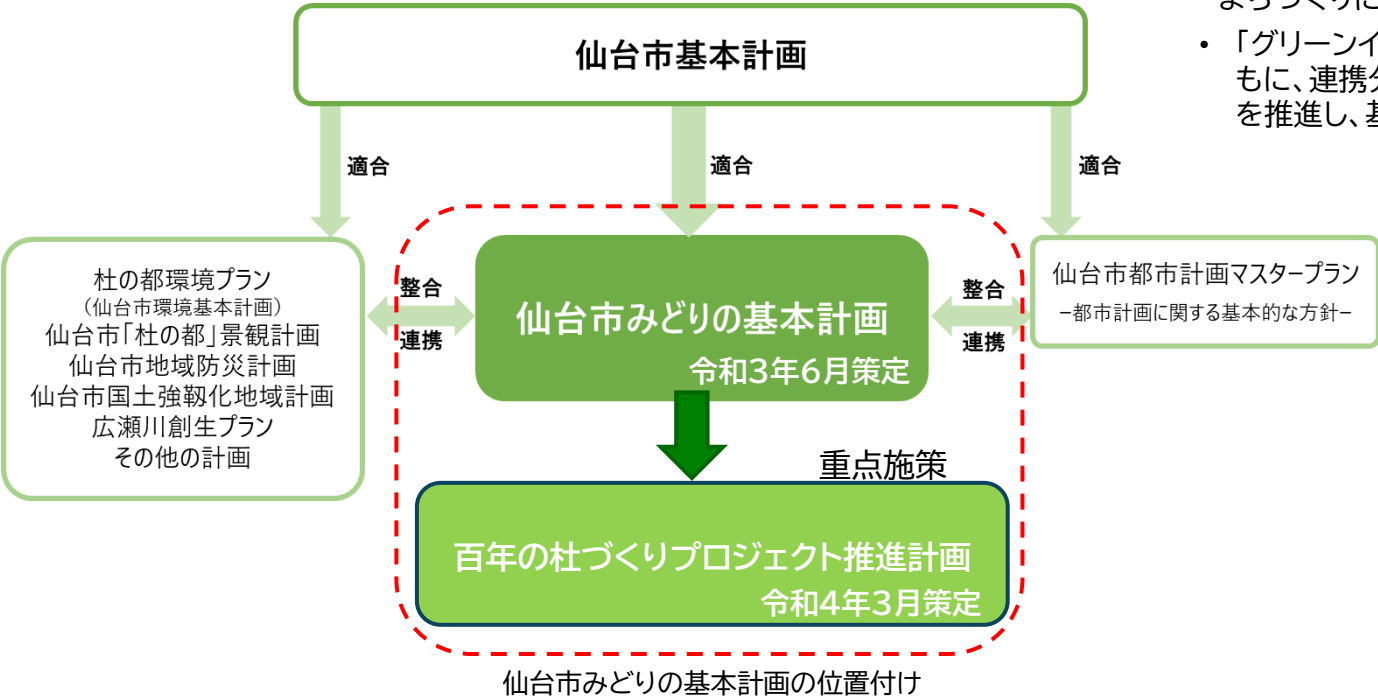 まちづくりに
• 「グリーンイ
もに、連携分
を推進し、基
仙台市基本計画
適合
適合
適合
杜の都環境プラン
(仙台市環境基本計画)
仙台市「杜の都」景観計画
仙台市地域防災計画
仙台市国土強靱化地域計画
広瀬川創生プラン
その他の計画
整合
連携
仙台市みどりの基本計画
令和3年6月策定
整合
連携
仙台市都市計画マスタープラン
−都市計画に関する基本的な方針−
重点施策
百年の杜づくりプロジェクト推進計画
令和4年3月策定
仙台市みどりの基本計画の位置付け